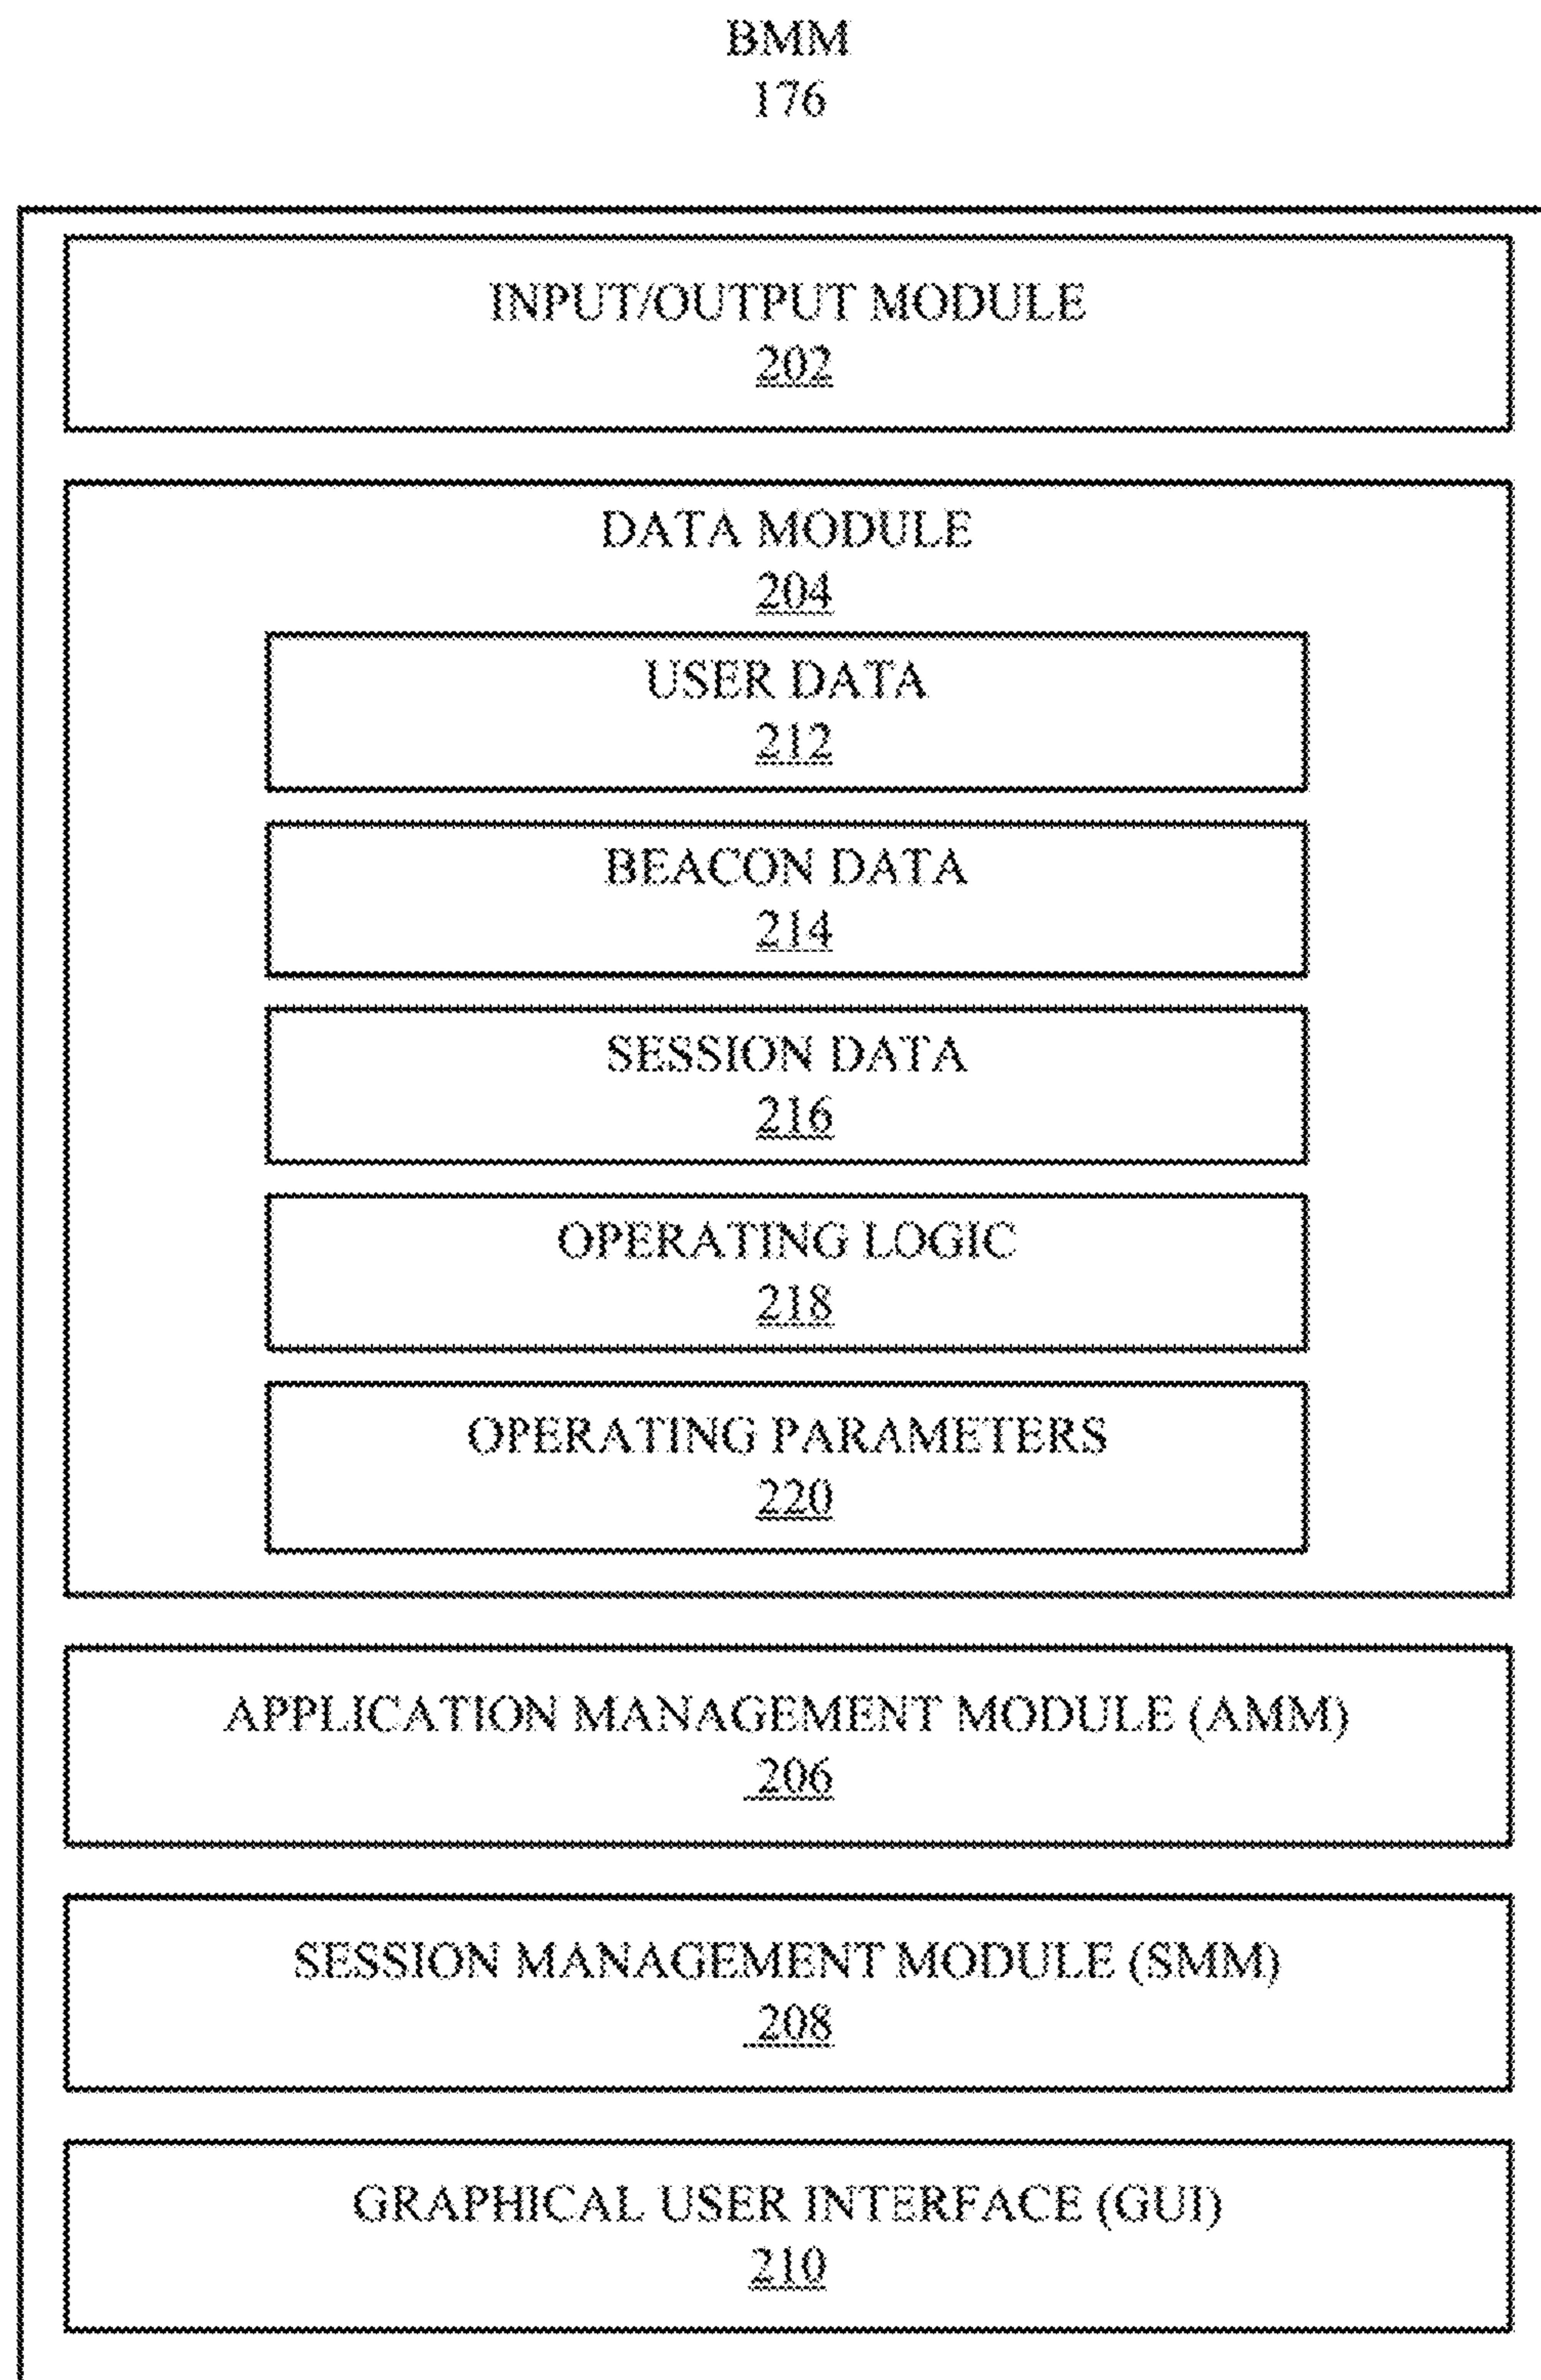 BMM
176
INPUT/OUTPUT MODULE
202
DATA MODULE
204
USER DATA
212
BEACON DATA
214
SESSION DATA
216
OPERATING LOGIC
218
OPERATING PARAMETERS
220
APPLICATION MANAGEMENT MODULE (AMM)
206
SESSION MANAGEMENT MODULE (SMM)
208
GRAPHICAL USER INTERFACE (GUI)
210